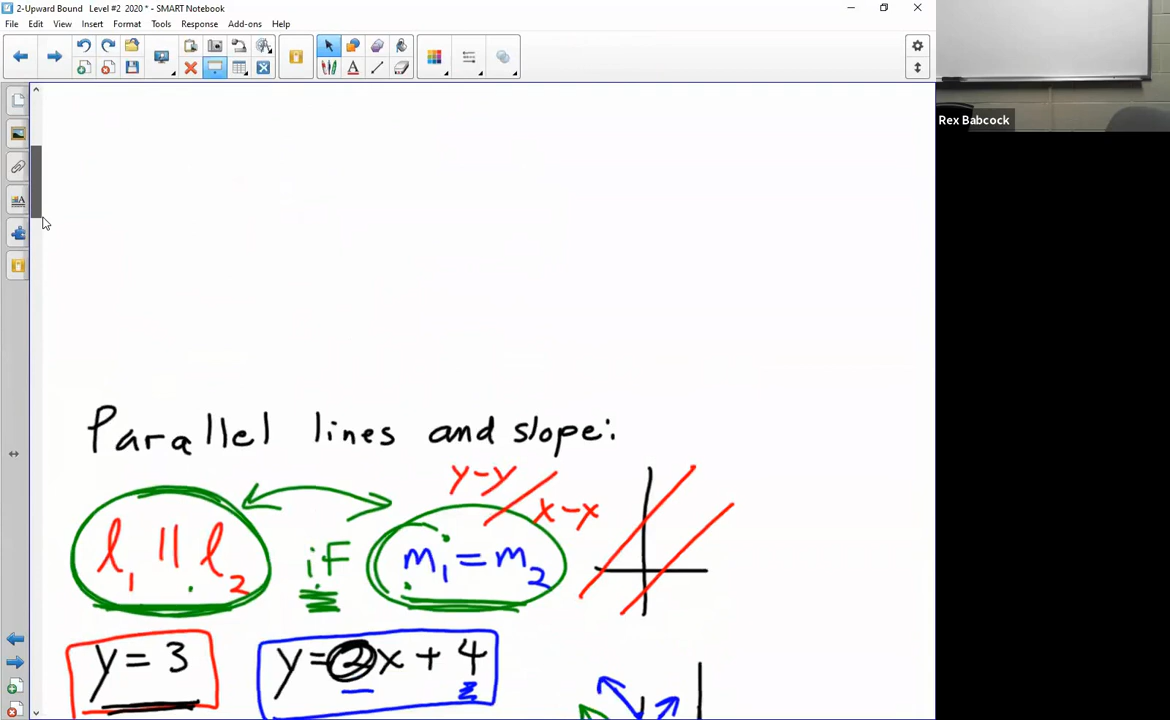 2-Upward Bound Level #2 2020 * - SMART Notebook
File Edit View Insert Format Tools Response Add-ons Help
Rex Babcock
Parallel lines and slope:
y-y/x-x
l₁ || l₂ iF m₁ = m₂
y = 3 y = 2x + 4